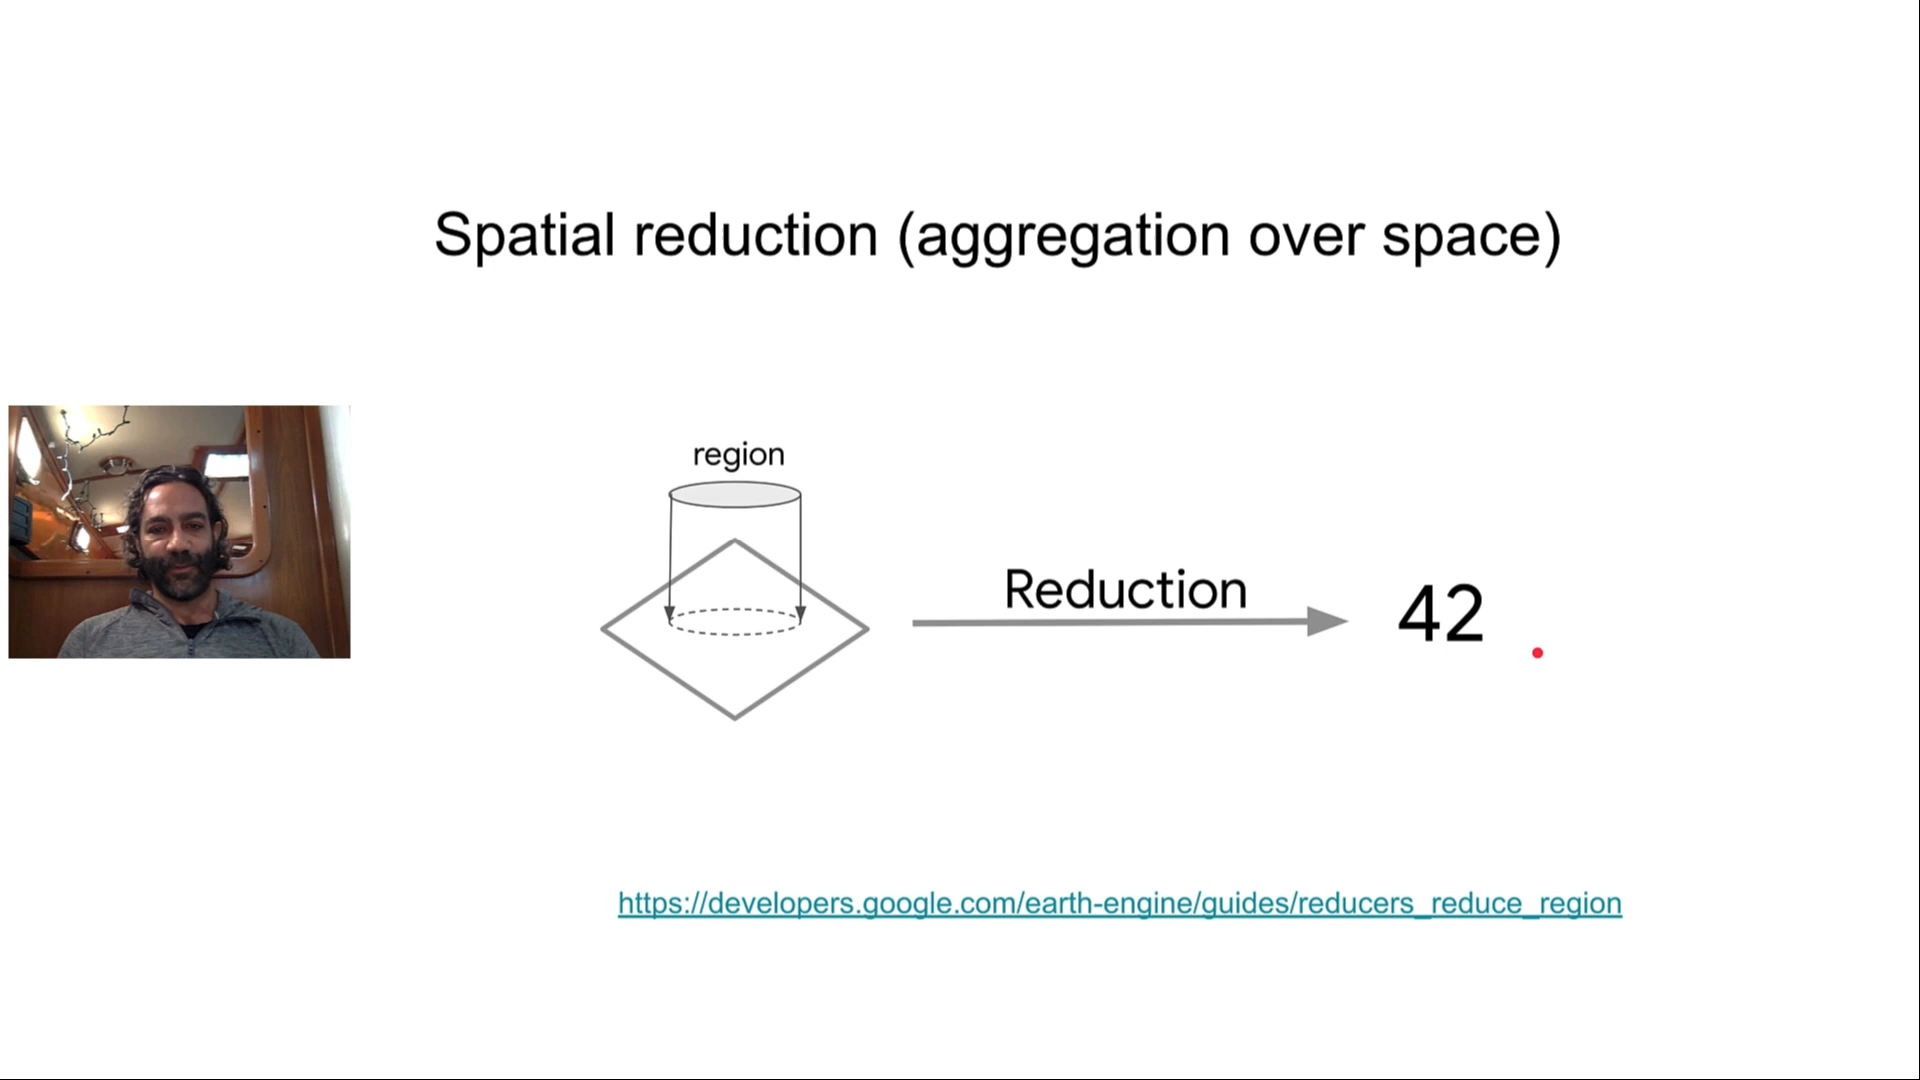 Spatial reduction (aggregation over space)
region
Reduction
42
https://developers.google.com/earth-engine/guides/reducers_reduce_region